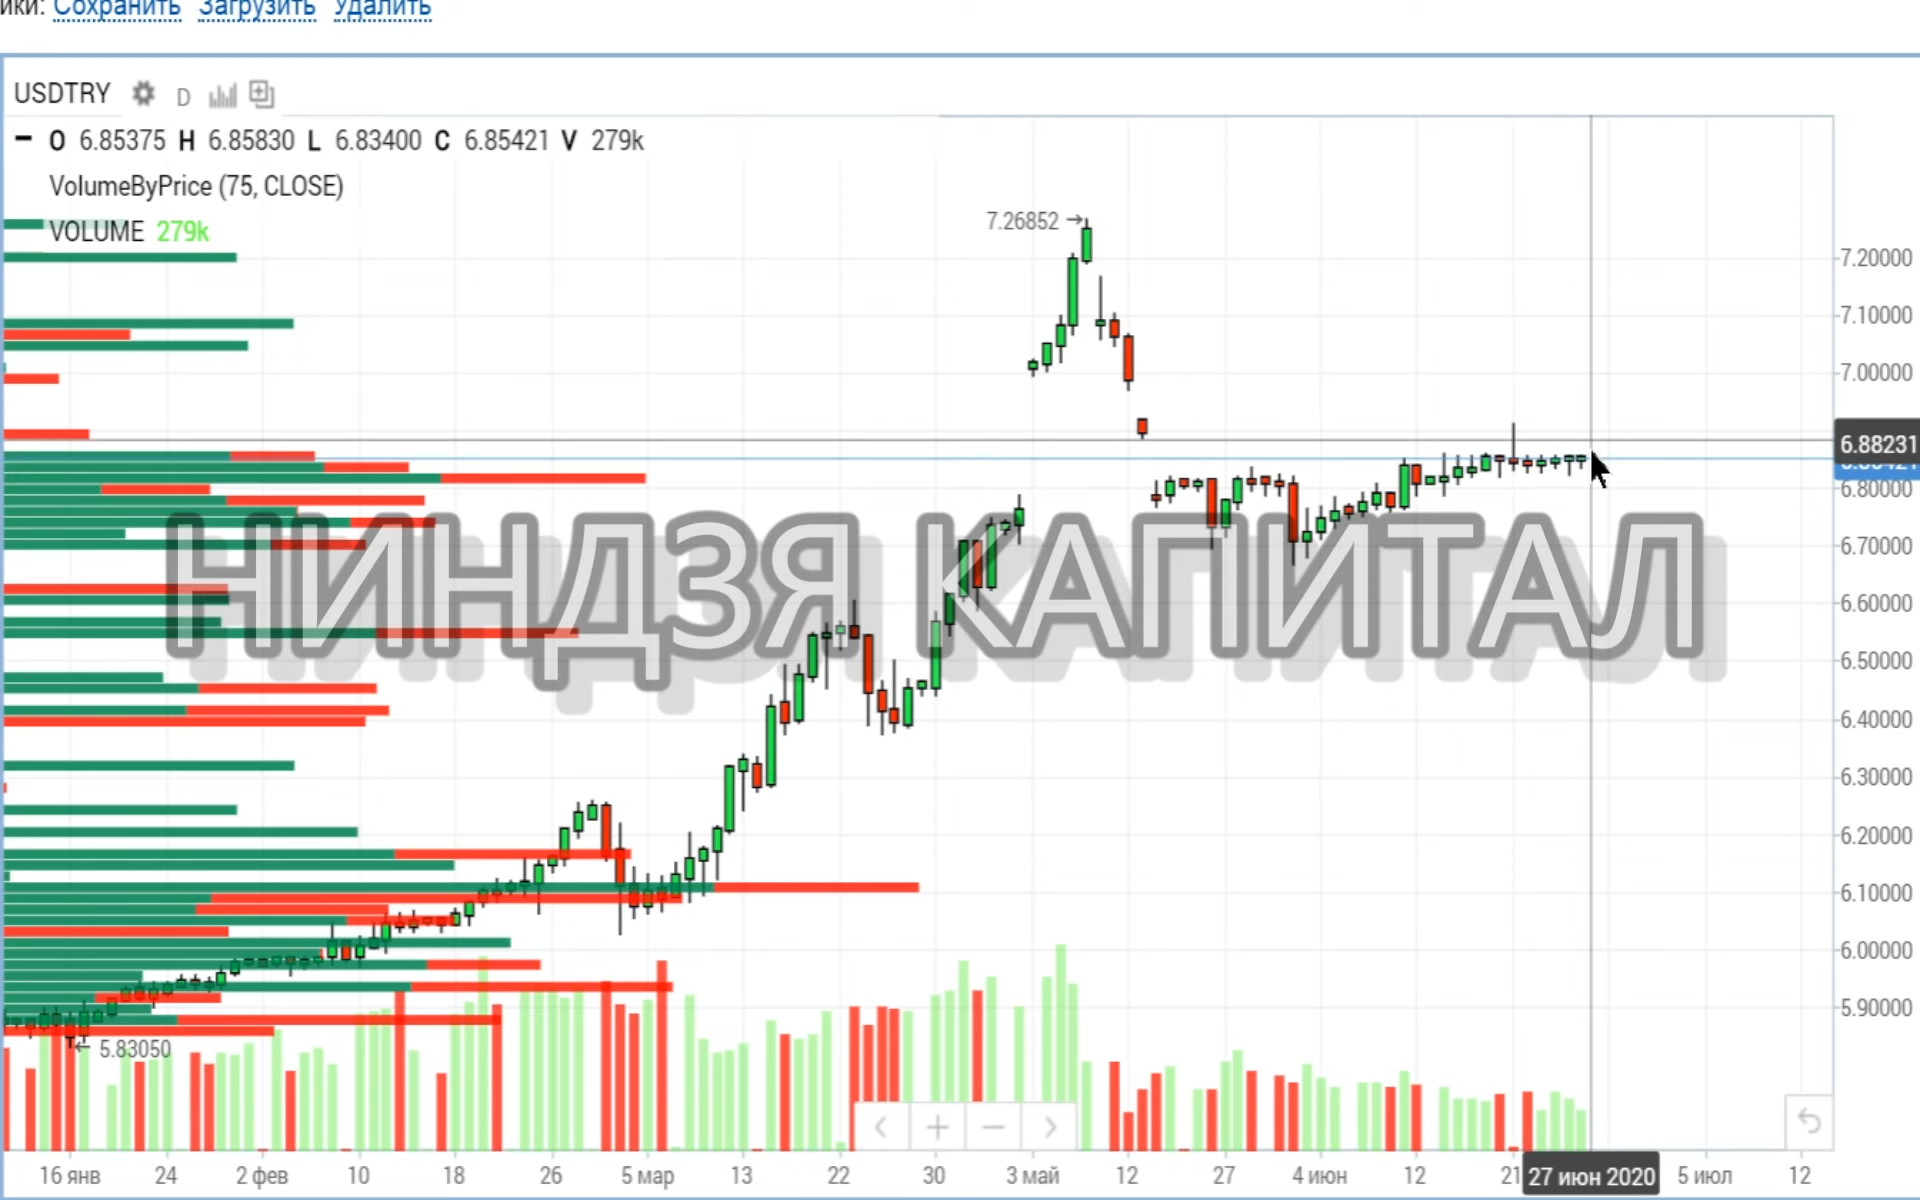 ики: Сохранить Загрузить Удалить
USDTRY D
O 6.85375 H 6.85830 L 6.83400 C 6.85421 V 279k
VolumeByPrice (75, CLOSE)
VOLUME 279k
7.26852
7.20000
7.10000
7.00000
6.88231
6.80000
НИНДЗЯ КАПИТАЛ
6.70000
6.60000
6.50000
6.40000
6.30000
6.20000
6.10000
6.00000
5.90000
5.83050
16 янв 24 2 фев 10 18 26 5 мар 13 22 30 3 май 12 27 4 июн 12 21 27 июн 2020 5 июл 12